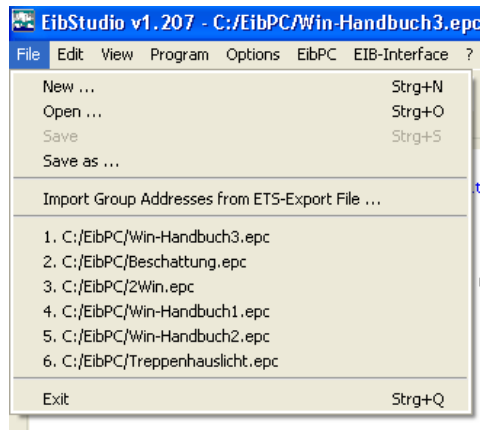 EibStudio v1.207 - C:/EibPC/Win-Handbuch3.epc
File Edit View Program Options EibPC EIB-Interface ?
New ... Strg+N
Open ... Strg+O
Save Strg+S
Save as ...
Import Group Addresses from ETS-Export File ...
1. C:/EibPC/Win-Handbuch3.epc
2. C:/EibPC/Beschattung.epc
3. C:/EibPC/2Win.epc
4. C:/EibPC/Win-Handbuch1.epc
5. C:/EibPC/Win-Handbuch2.epc
6. C:/EibPC/Treppenhauslicht.epc
Exit Strg+Q